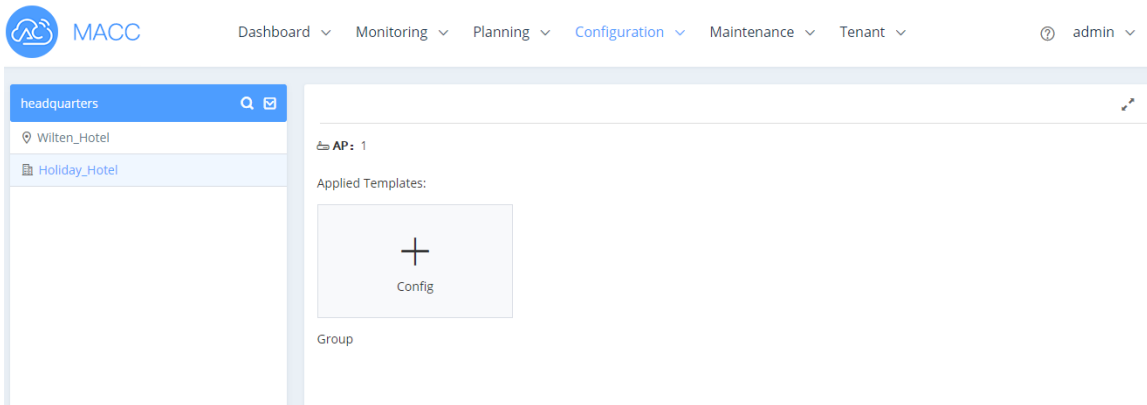 MACC Dashboard Monitoring Planning Configuration Maintenance Tenant admin
headquarters
Wilten_Hotel
Holiday_Hotel
AP: 1
Applied Templates:
Config
Group